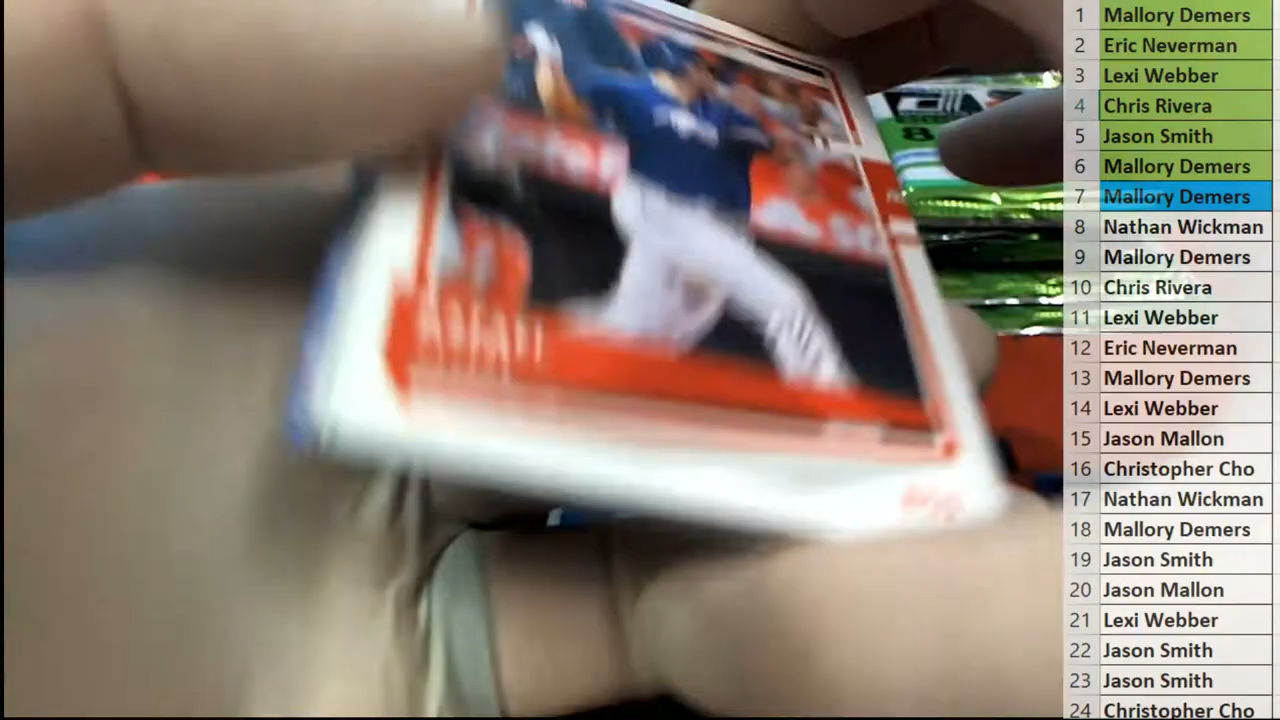 1 Mallory Demers
2 Eric Neverman
3 Lexi Webber
4 Chris Rivera
5 Jason Smith
6 Mallory Demers
7 Mallory Demers
8 Nathan Wickman
9 Mallory Demers
10 Chris Rivera
11 Lexi Webber
12 Eric Neverman
13 Mallory Demers
14 Lexi Webber
15 Jason Mallon
16 Christopher Cho
17 Nathan Wickman
18 Mallory Demers
19 Jason Smith
20 Jason Mallon
21 Lexi Webber
22 Jason Smith
23 Jason Smith
24 Christopher Cho
8